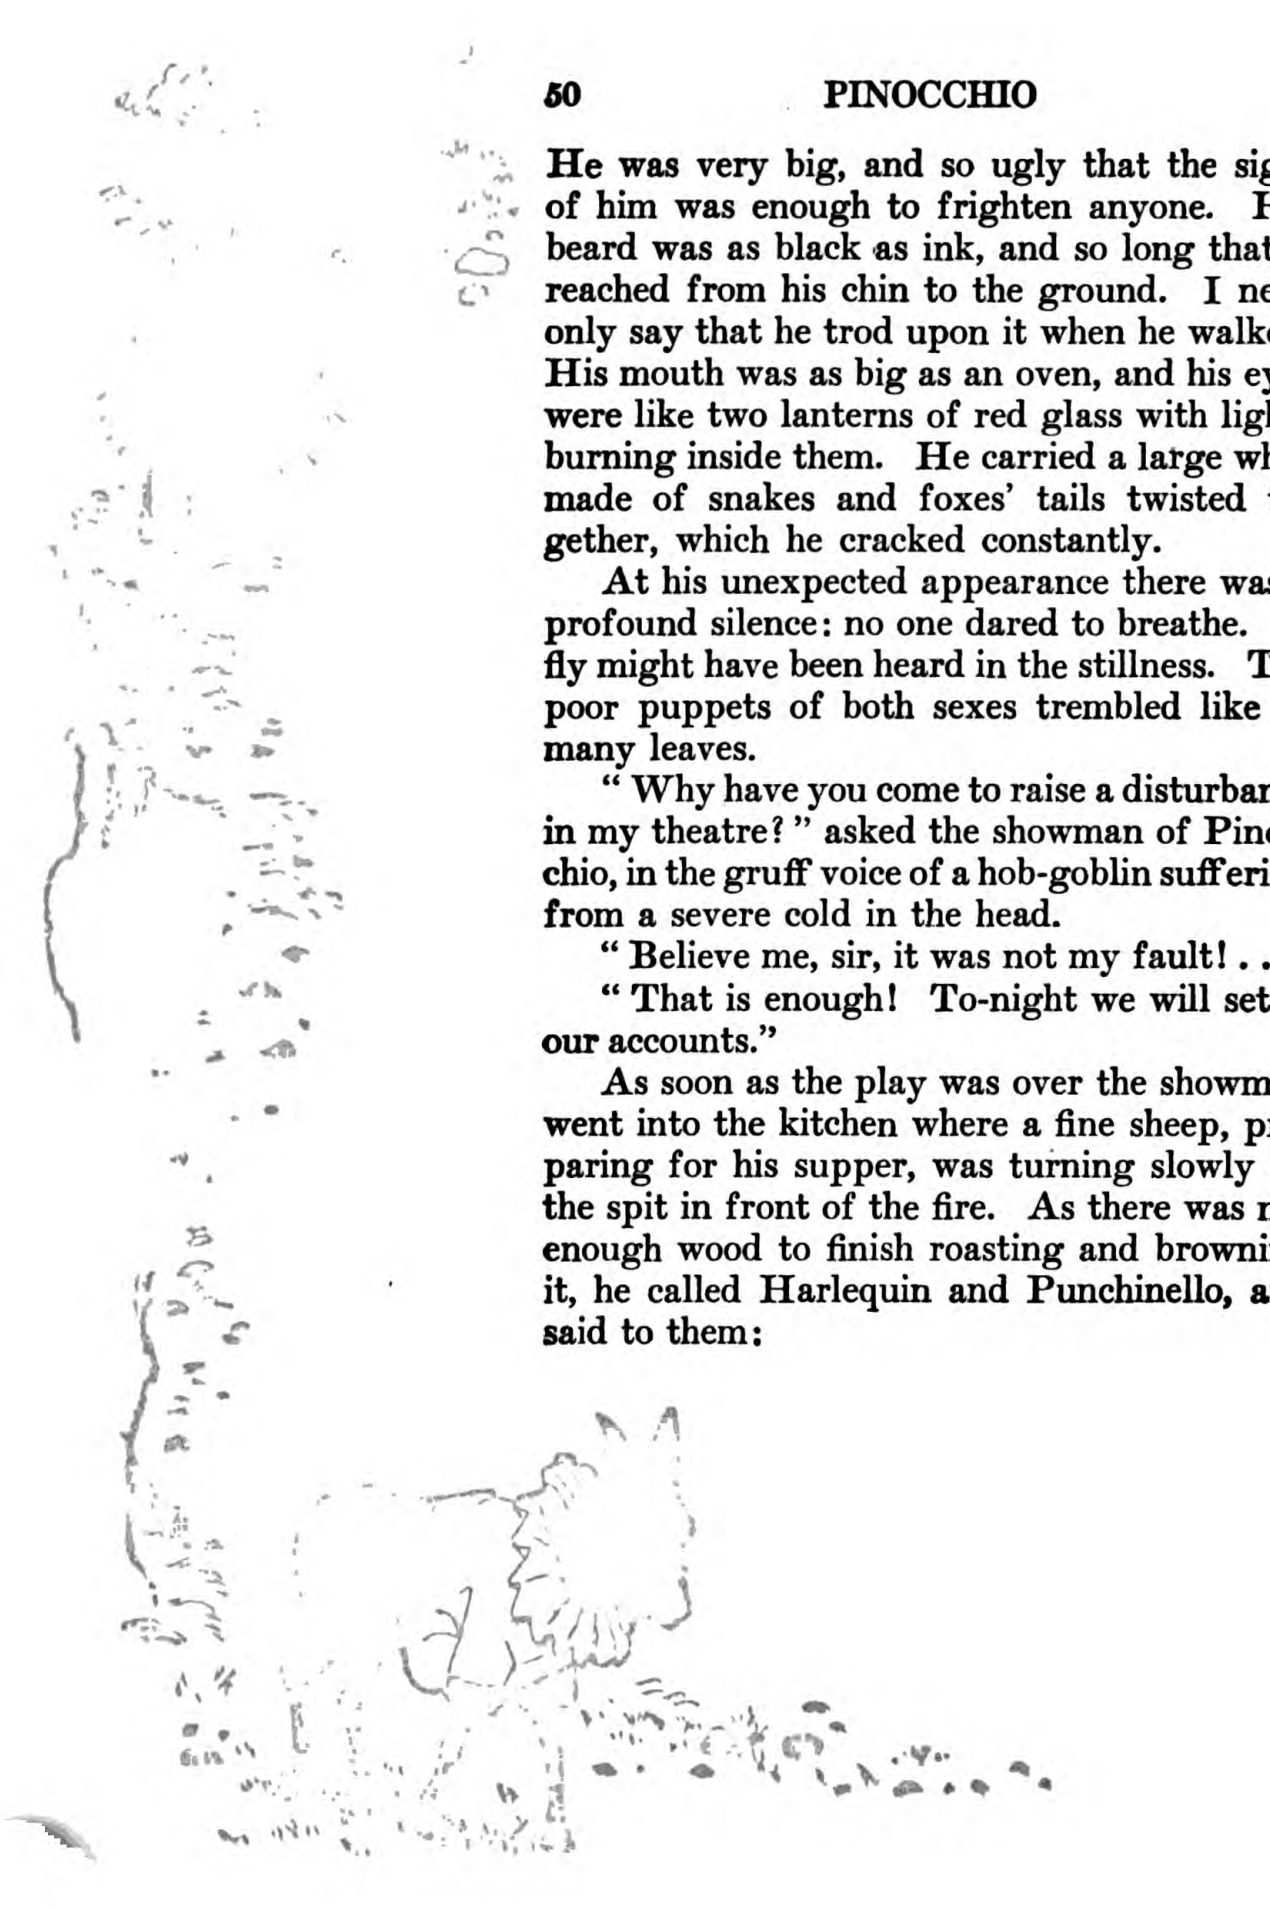 50 PINOCCHIO
He was very big, and so ugly that the sig
of him was enough to frighten anyone. H
beard was as black as ink, and so long that
reached from his chin to the ground. I ne
only say that he trod upon it when he walk
His mouth was as big as an oven, and his ey
were like two lanterns of red glass with ligh
burning inside them. He carried a large wh
made of snakes and foxes' tails twisted
gether, which he cracked constantly.
At his unexpected appearance there was
profound silence: no one dared to breathe.
fly might have been heard in the stillness. T
poor puppets of both sexes trembled like
many leaves.
“ Why have you come to raise a disturban
in my theatre? ” asked the showman of Pino
chio, in the gruff voice of a hob-goblin sufferi
from a severe cold in the head.
“ Believe me, sir, it was not my fault! . .
“ That is enough! To-night we will set
our accounts.”
As soon as the play was over the showm
went into the kitchen where a fine sheep, pr
paring for his supper, was turning slowly
the spit in front of the fire. As there was n
enough wood to finish roasting and browni
it, he called Harlequin and Punchinello, a
said to them: